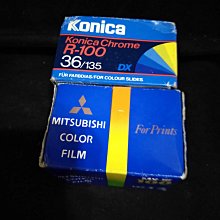 Konica
Konica Chrome
R-100
36/135
DX
FÜR FARBDIAS/FOR COLOUR SLIDES
MITSUBISHI
COLOR
FILM
For Prints